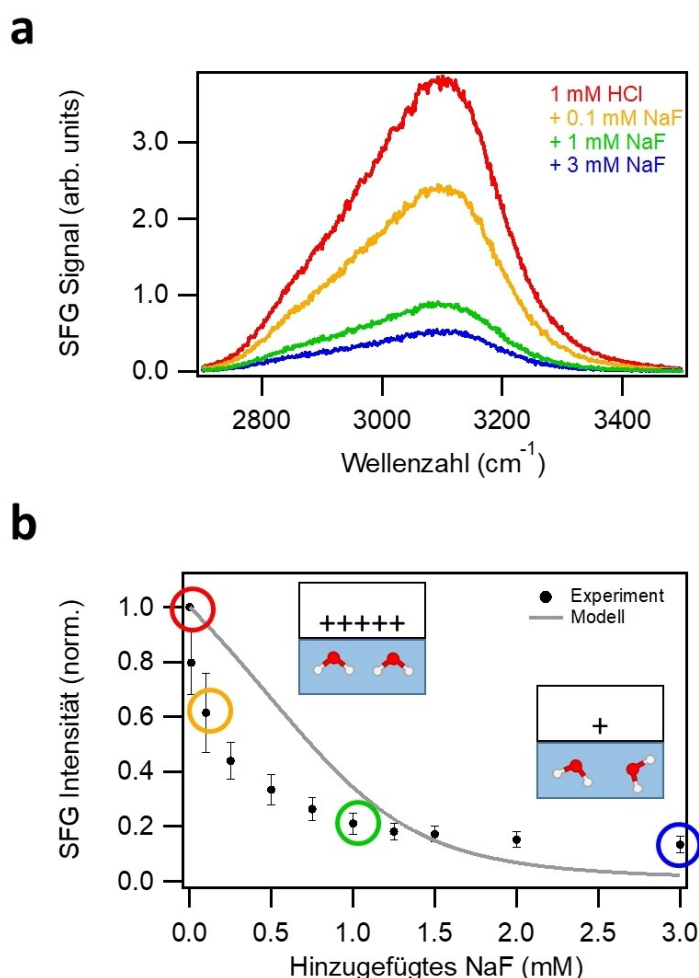 a
SFG Signal (arb. units)
3.0
2.0
1.0
0.0
1 mM HCl
+ 0.1 mM NaF
+ 1 mM NaF
+ 3 mM NaF
2800 3000 3200 3400
Wellenzahl (cm⁻¹)
b
SFG Intensität (norm.)
1.0
0.8
0.6
0.4
0.2
0.0
+++++
+
Experiment
Modell
0.0 0.5 1.0 1.5 2.0 2.5 3.0
Hinzugefügtes NaF (mM)